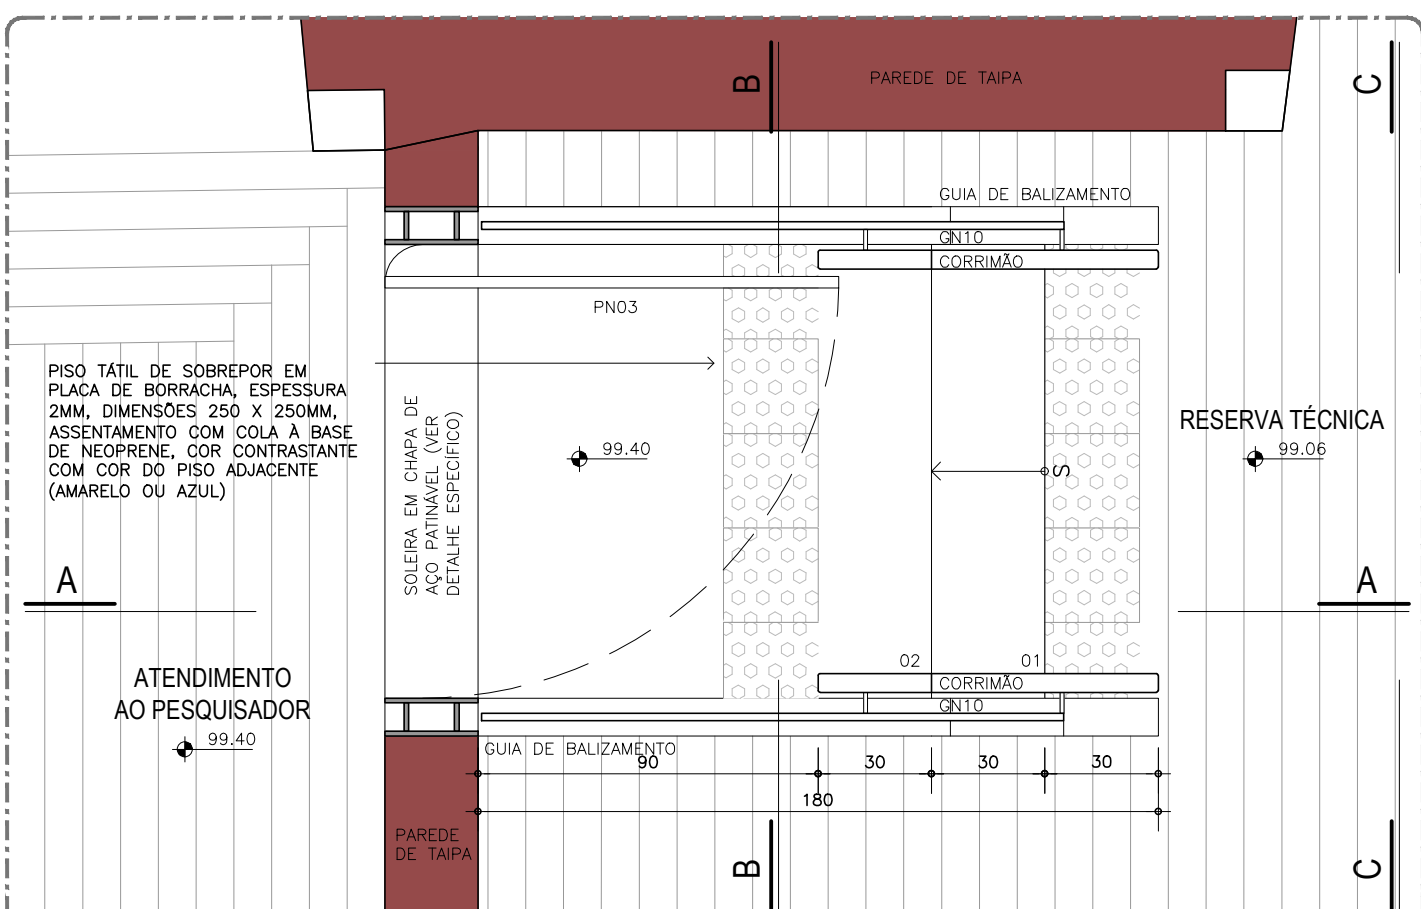 B
PAREDE DE TAIPA
C
GUIA DE BALIZAMENTO
GN10
CORRIMÃO
PN03
PISO TÁTIL DE SOBREPOR EM
PLACA DE BORRACHA, ESPESSURA
2MM, DIMENSÕES 250 X 250MM,
ASSENTAMENTO COM COLA À BASE
DE NEOPRENE, COR CONTRASTANTE
COM COR DO PISO ADJACENTE
(AMARELO OU AZUL)
SOLEIRA EM CHAPA DE
AÇO PATINÁVEL (VER
DETALHE ESPECÍFICO)
99.40
S
RESERVA TÉCNICA
99.06
A
A
ATENDIMENTO
AO PESQUISADOR
99.40
02
01
CORRIMÃO
GN10
GUIA DE BALIZAMENTO
90
30
30
30
180
PAREDE
DE TAIPA
B
C